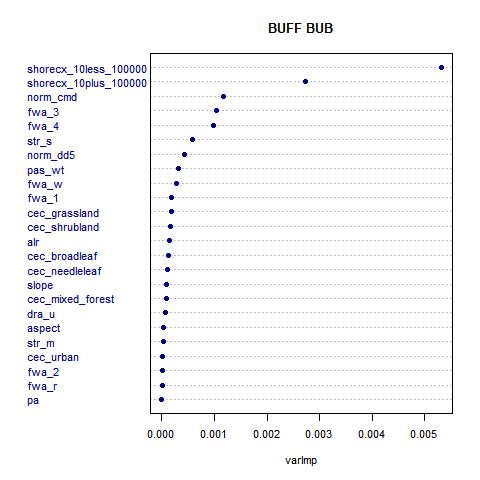 BUFF BUB
shorecx_10less_100000
shorecx_10plus_100000
norm_cmd
fwa_3
fwa_4
str_s
norm_dd5
pas_wt
fwa_w
fwa_1
cec_grassland
cec_shrubland
alr
cec_broadleaf
cec_needleleaf
slope
cec_mixed_forest
dra_u
aspect
str_m
cec_urban
fwa_2
fwa_r
pa
0.000 0.001 0.002 0.003 0.004 0.005
varImp